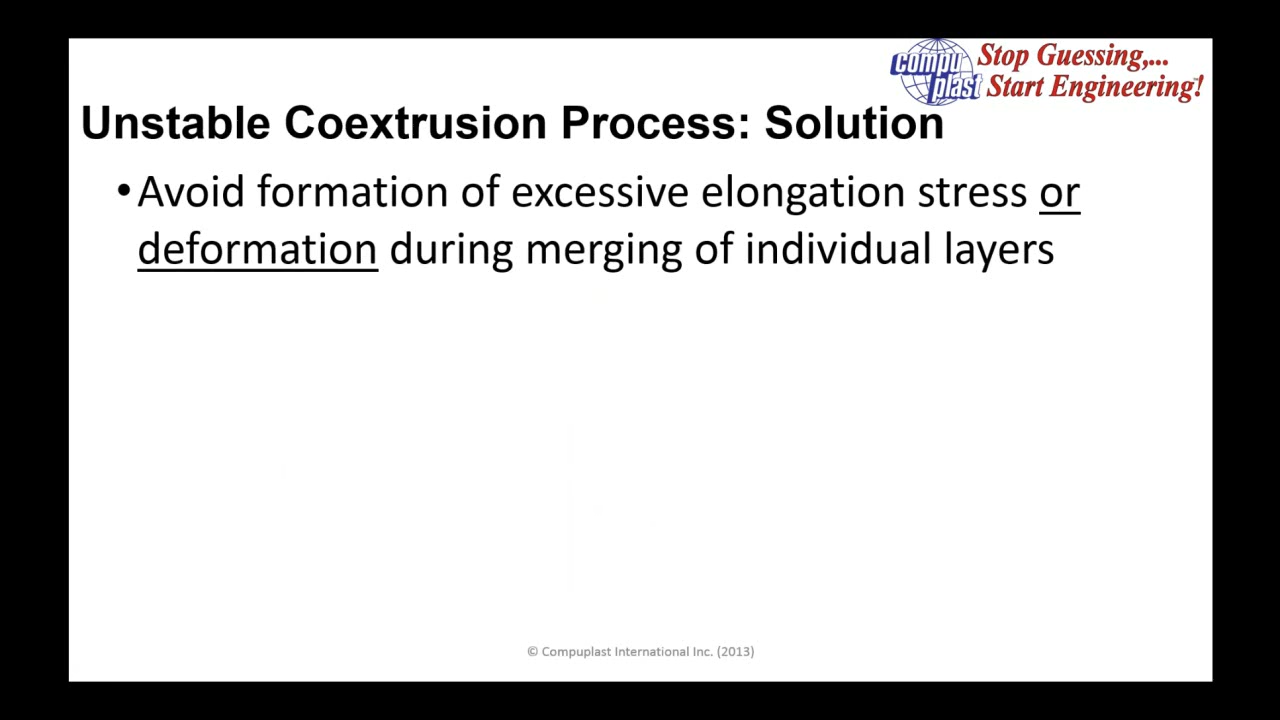 compu
plast
Stop Guessing,...
Start Engineering!
Unstable Coextrusion Process: Solution
•Avoid formation of excessive elongation stress or
deformation during merging of individual layers
© Compuplast International Inc. (2013)